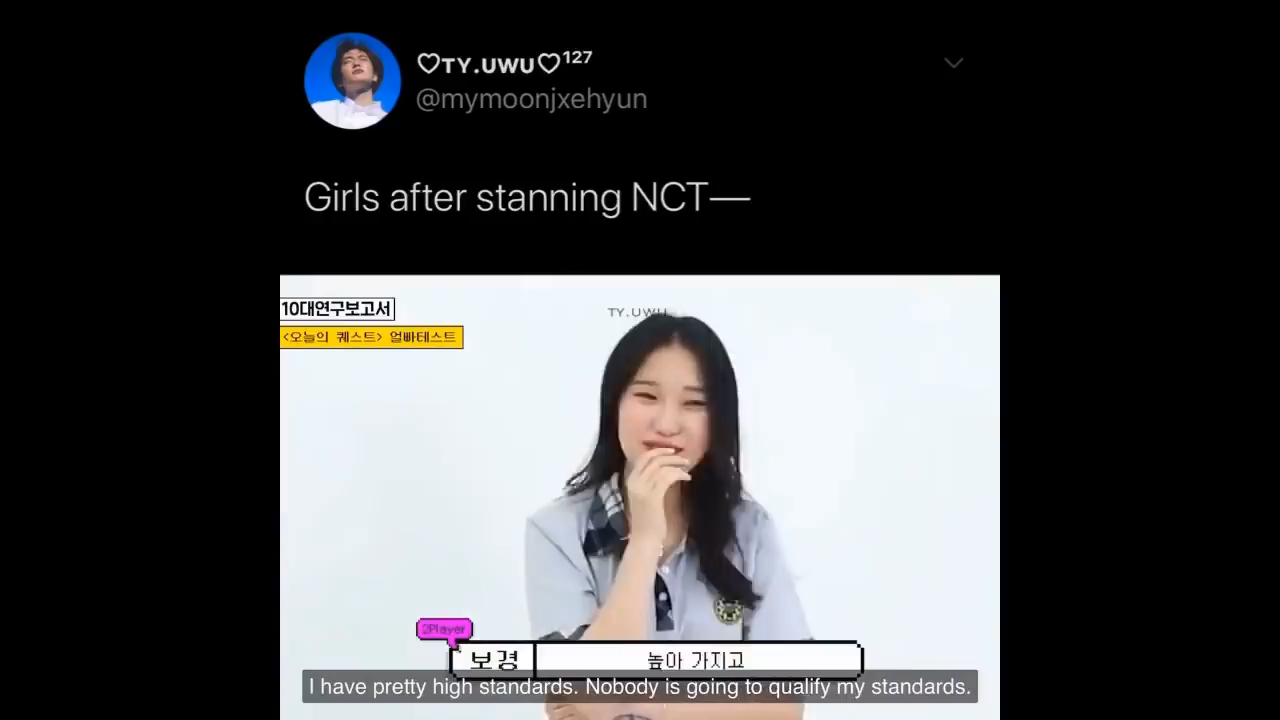 ♡TY.UWU♡¹²⁷
@mymoonjxehyun
Girls after stanning NCT—
10대연구보고서
<오늘의 퀘스트> 얼빠테스트
TY.UWU
2Player
보경
높아 가지고
I have pretty high standards. Nobody is going to qualify my standards.